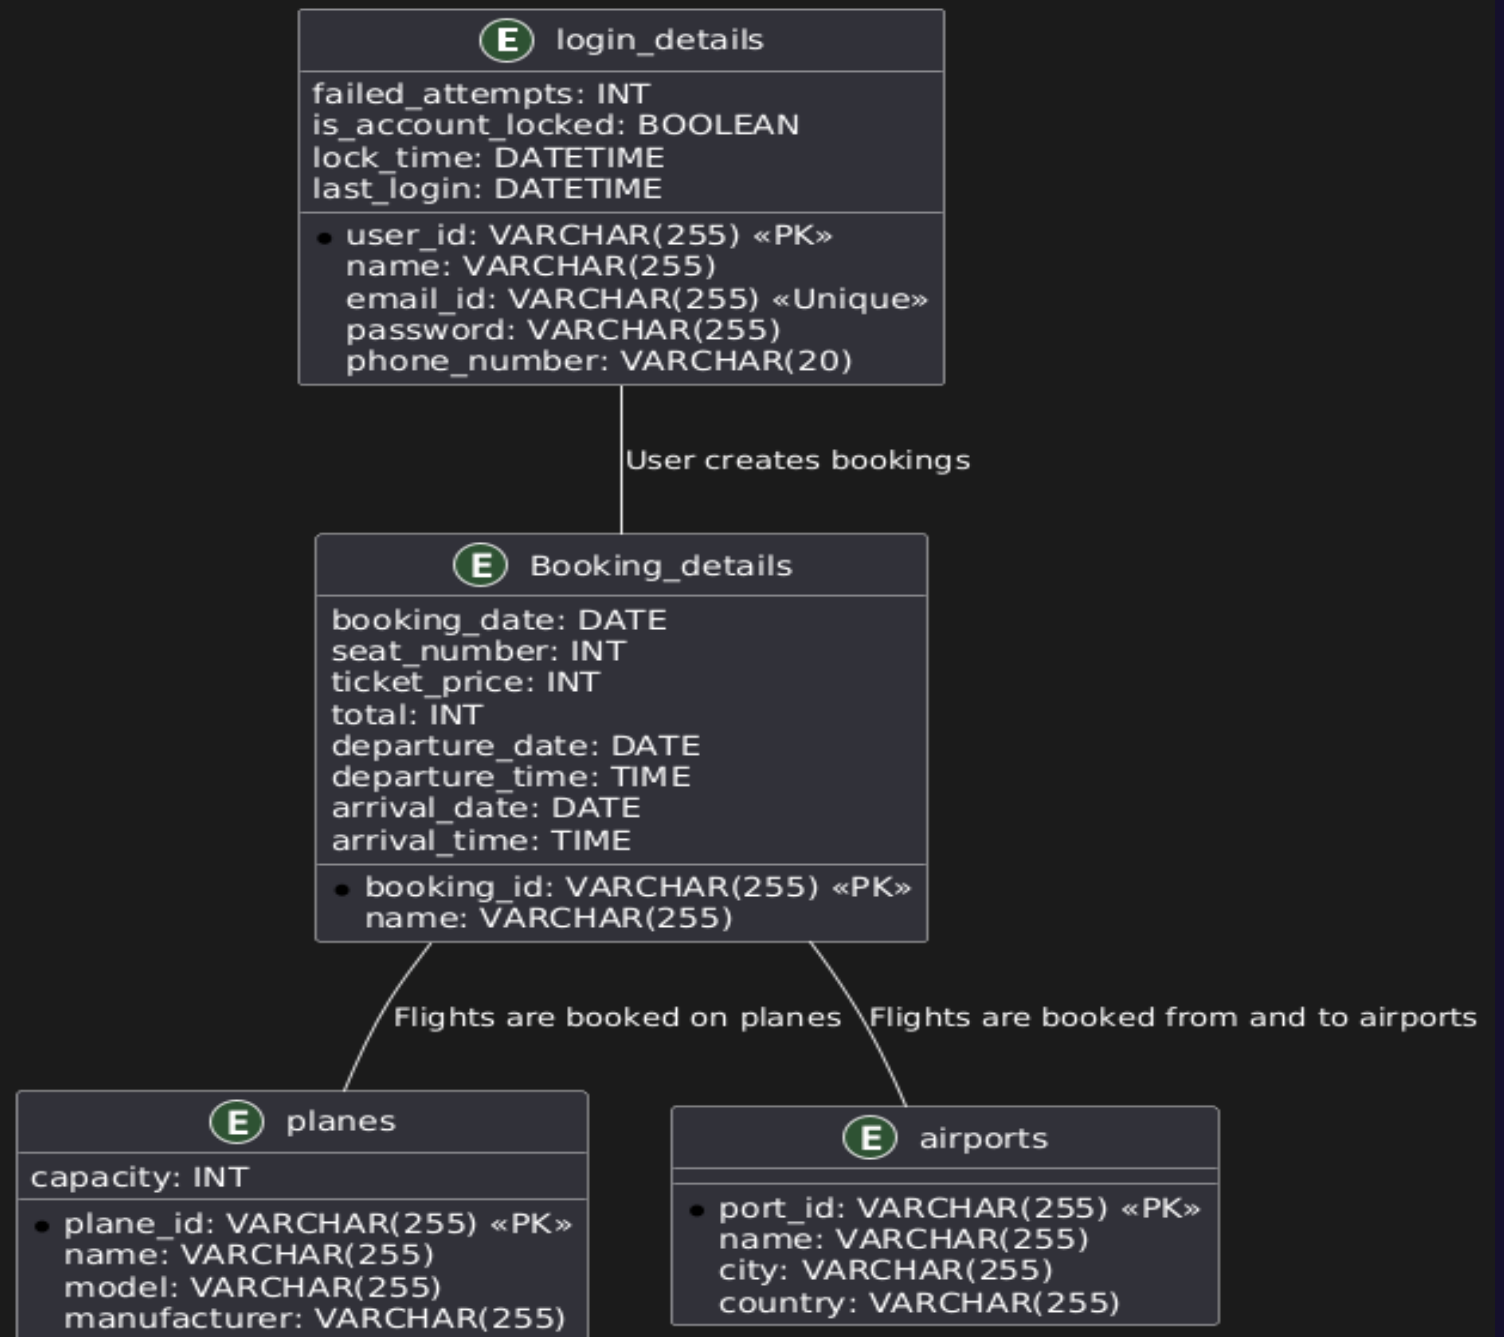 E login_details
failed_attempts: INT
is_account_locked: BOOLEAN
lock_time: DATETIME
last_login: DATETIME
user_id: VARCHAR(255) «PK»
name: VARCHAR(255)
email_id: VARCHAR(255) «Unique»
password: VARCHAR(255)
phone_number: VARCHAR(20)
User creates bookings
E Booking_details
booking_date: DATE
seat_number: INT
ticket_price: INT
total: INT
departure_date: DATE
departure_time: TIME
arrival_date: DATE
arrival_time: TIME
booking_id: VARCHAR(255) «PK»
name: VARCHAR(255)
Flights are booked on planes
Flights are booked from and to airports
E planes
capacity: INT
plane_id: VARCHAR(255) «PK»
name: VARCHAR(255)
model: VARCHAR(255)
manufacturer: VARCHAR(255)
E airports
port_id: VARCHAR(255) «PK»
name: VARCHAR(255)
city: VARCHAR(255)
country: VARCHAR(255)